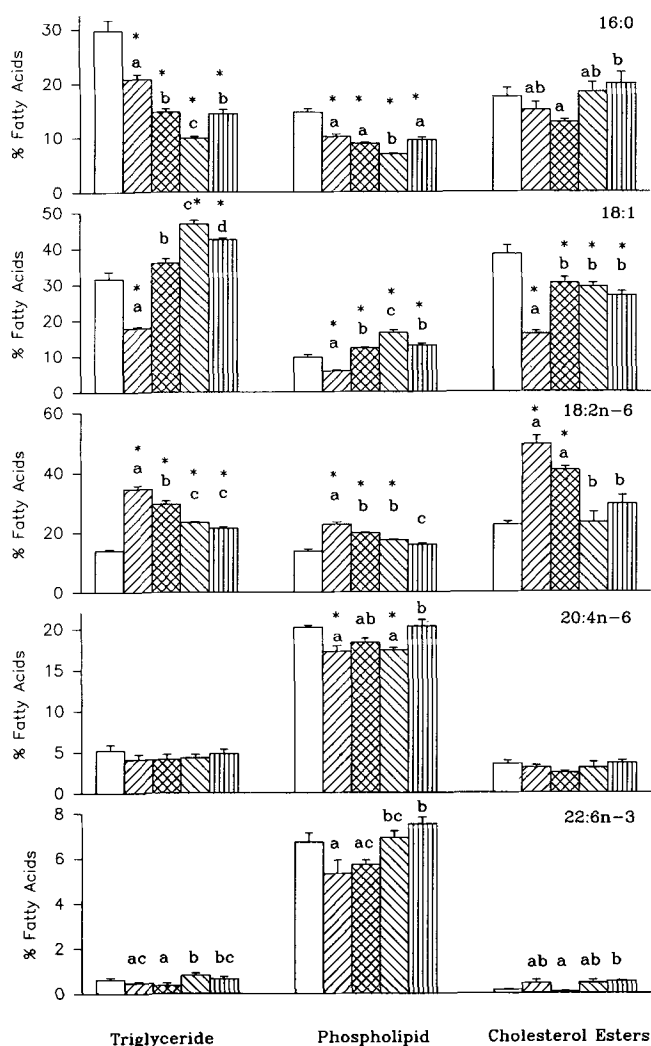 16:0
% Fatty Acids
30
20
10
0
* * * *
a b c b
* * * *
a a b a
ab a ab b
18:1
% Fatty Acids
50
40
30
20
10
0
* c* *
a b d
* * * *
a b c b
* * * *
a b b b
18:2n-6
% Fatty Acids
60
40
20
0
* * * *
a b c c
* * *
a b b c
* *
a a b b
20:4n-6
% Fatty Acids
20
15
10
5
0
* *
a ab a b
22:6n-3
% Fatty Acids
8
6
4
2
0
ac a b bc
a ac bc b
ab a ab b
Triglyceride Phospholipid Cholesterol Esters